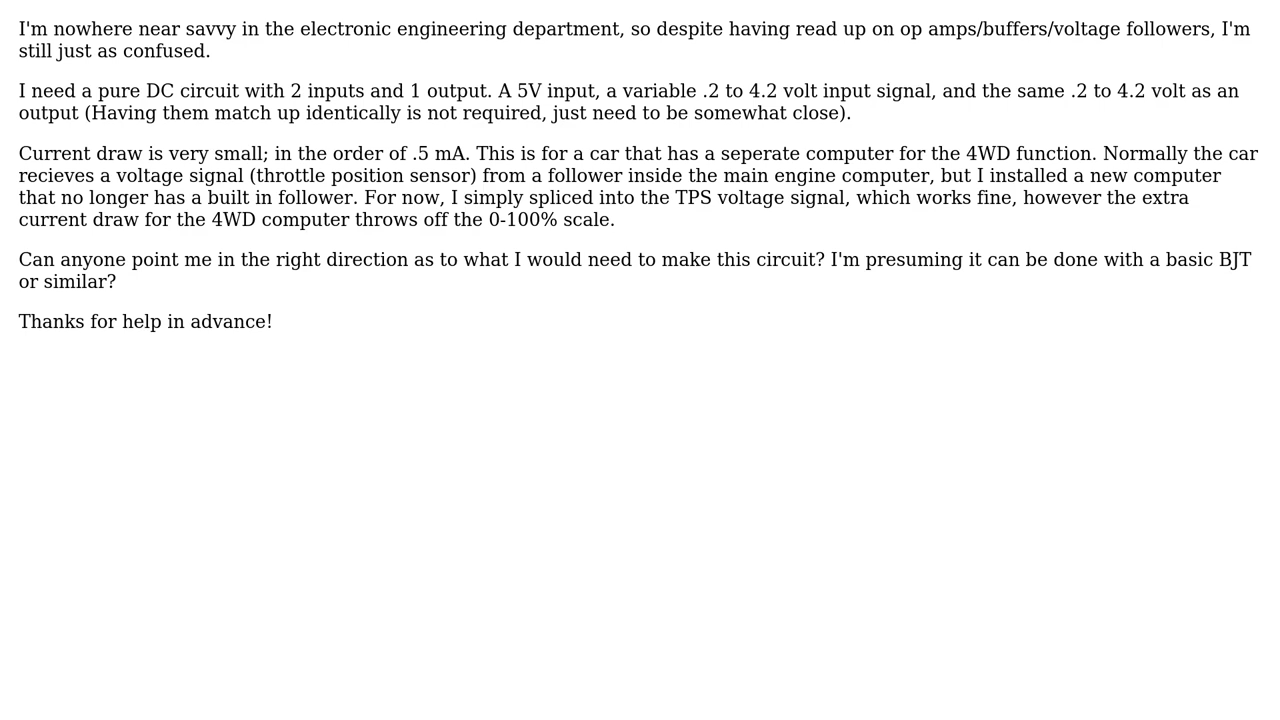 I'm nowhere near savvy in the electronic engineering department, so despite having read up on op amps/buffers/voltage followers, I'm
still just as confused.
I need a pure DC circuit with 2 inputs and 1 output. A 5V input, a variable .2 to 4.2 volt input signal, and the same .2 to 4.2 volt as an
output (Having them match up identically is not required, just need to be somewhat close).
Current draw is very small; in the order of .5 mA. This is for a car that has a seperate computer for the 4WD function. Normally the car
recieves a voltage signal (throttle position sensor) from a follower inside the main engine computer, but I installed a new computer
that no longer has a built in follower. For now, I simply spliced into the TPS voltage signal, which works fine, however the extra
current draw for the 4WD computer throws off the 0-100% scale.
Can anyone point me in the right direction as to what I would need to make this circuit? I'm presuming it can be done with a basic BJT
or similar?
Thanks for help in advance!